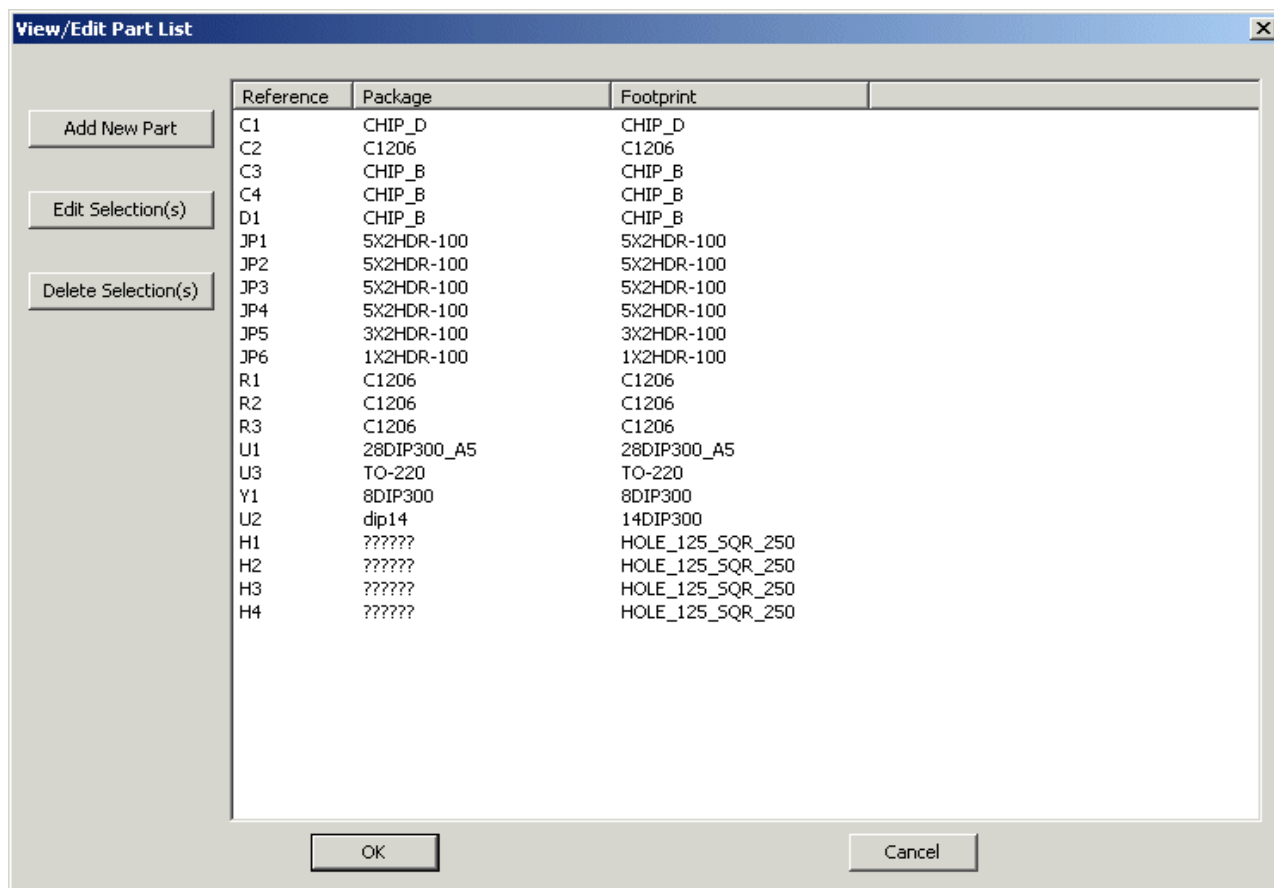 View/Edit Part List
Reference Package Footprint
Add New Part
Edit Selection(s)
Delete Selection(s)
C1 CHIP_D CHIP_D
C2 C1206 C1206
C3 CHIP_B CHIP_B
C4 CHIP_B CHIP_B
D1 CHIP_B CHIP_B
JP1 5X2HDR-100 5X2HDR-100
JP2 5X2HDR-100 5X2HDR-100
JP3 5X2HDR-100 5X2HDR-100
JP4 5X2HDR-100 5X2HDR-100
JP5 3X2HDR-100 3X2HDR-100
JP6 1X2HDR-100 1X2HDR-100
R1 C1206 C1206
R2 C1206 C1206
R3 C1206 C1206
U1 28DIP300_A5 28DIP300_A5
U3 TO-220 TO-220
Y1 8DIP300 8DIP300
U2 dip14 14DIP300
H1 ?????? HOLE_125_SQR_250
H2 ?????? HOLE_125_SQR_250
H3 ?????? HOLE_125_SQR_250
H4 ?????? HOLE_125_SQR_250
OK Cancel